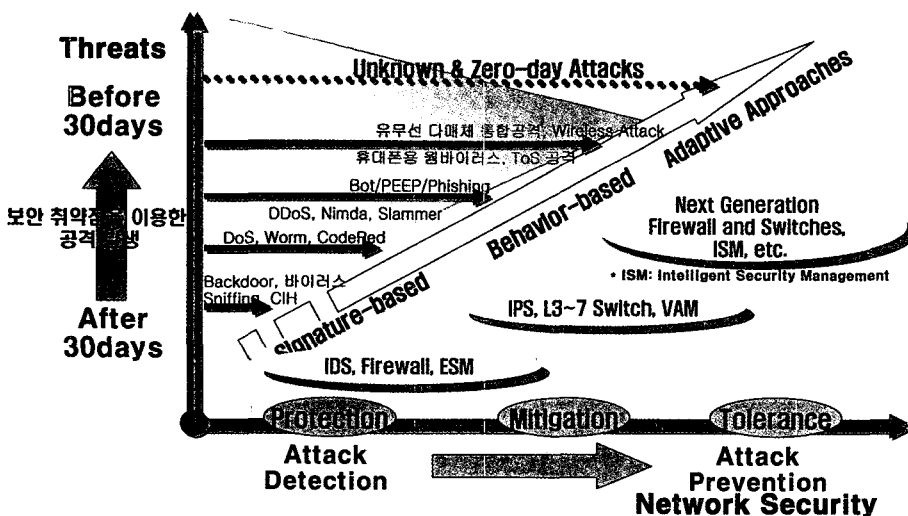 Threats
Before
30days
보안 취약점을 이용한
공격 발생
After
30days
Unknown & Zero-day Attacks
유무선 다매체 통합공격, Wireless Attack
휴대폰용 웜바이러스, ToS 공격
Bot/PEEP/Phishing
DDoS, Nimda, Slammer
DoS, Worm, CodeRed
Backdoor, 바이러스
Sniffing, CIH
Signature-based
Behavior-based
Adaptive Approaches
Next Generation
Firewall and Switches,
ISM, etc.
* ISM: Intelligent Security Management
IPS, L3~7 Switch, VAM
IDS, Firewall, ESM
Protection
Mitigation
Tolerance
Attack
Detection
Attack
Prevention
Network Security